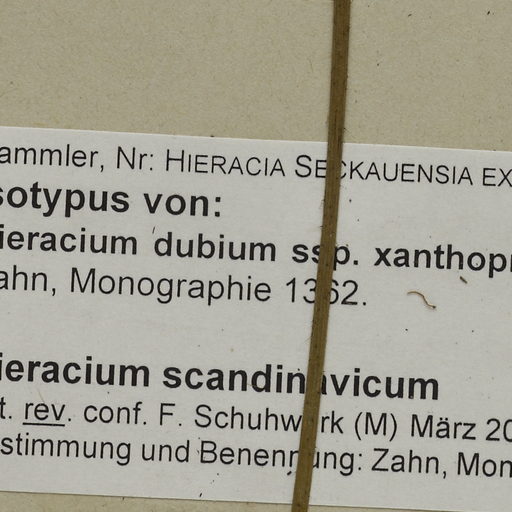 ammler, Nr: HIERACIA SECKAUENSIA EX
sotypus von:
ieracium dubium ssp. xanthopr
ahn, Monographie 1362.
ieracium scandinavicum
t. rev. conf. F. Schuhwerk (M) März 20
stimmung und Benennung: Zahn, Mon